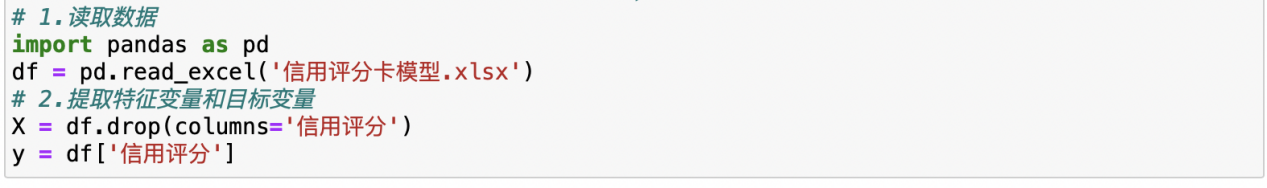 # 1.读取数据
import pandas as pd
df = pd.read_excel('信用评分卡模型.xlsx')
# 2.提取特征变量和目标变量
X = df.drop(columns='信用评分')
y = df['信用评分']